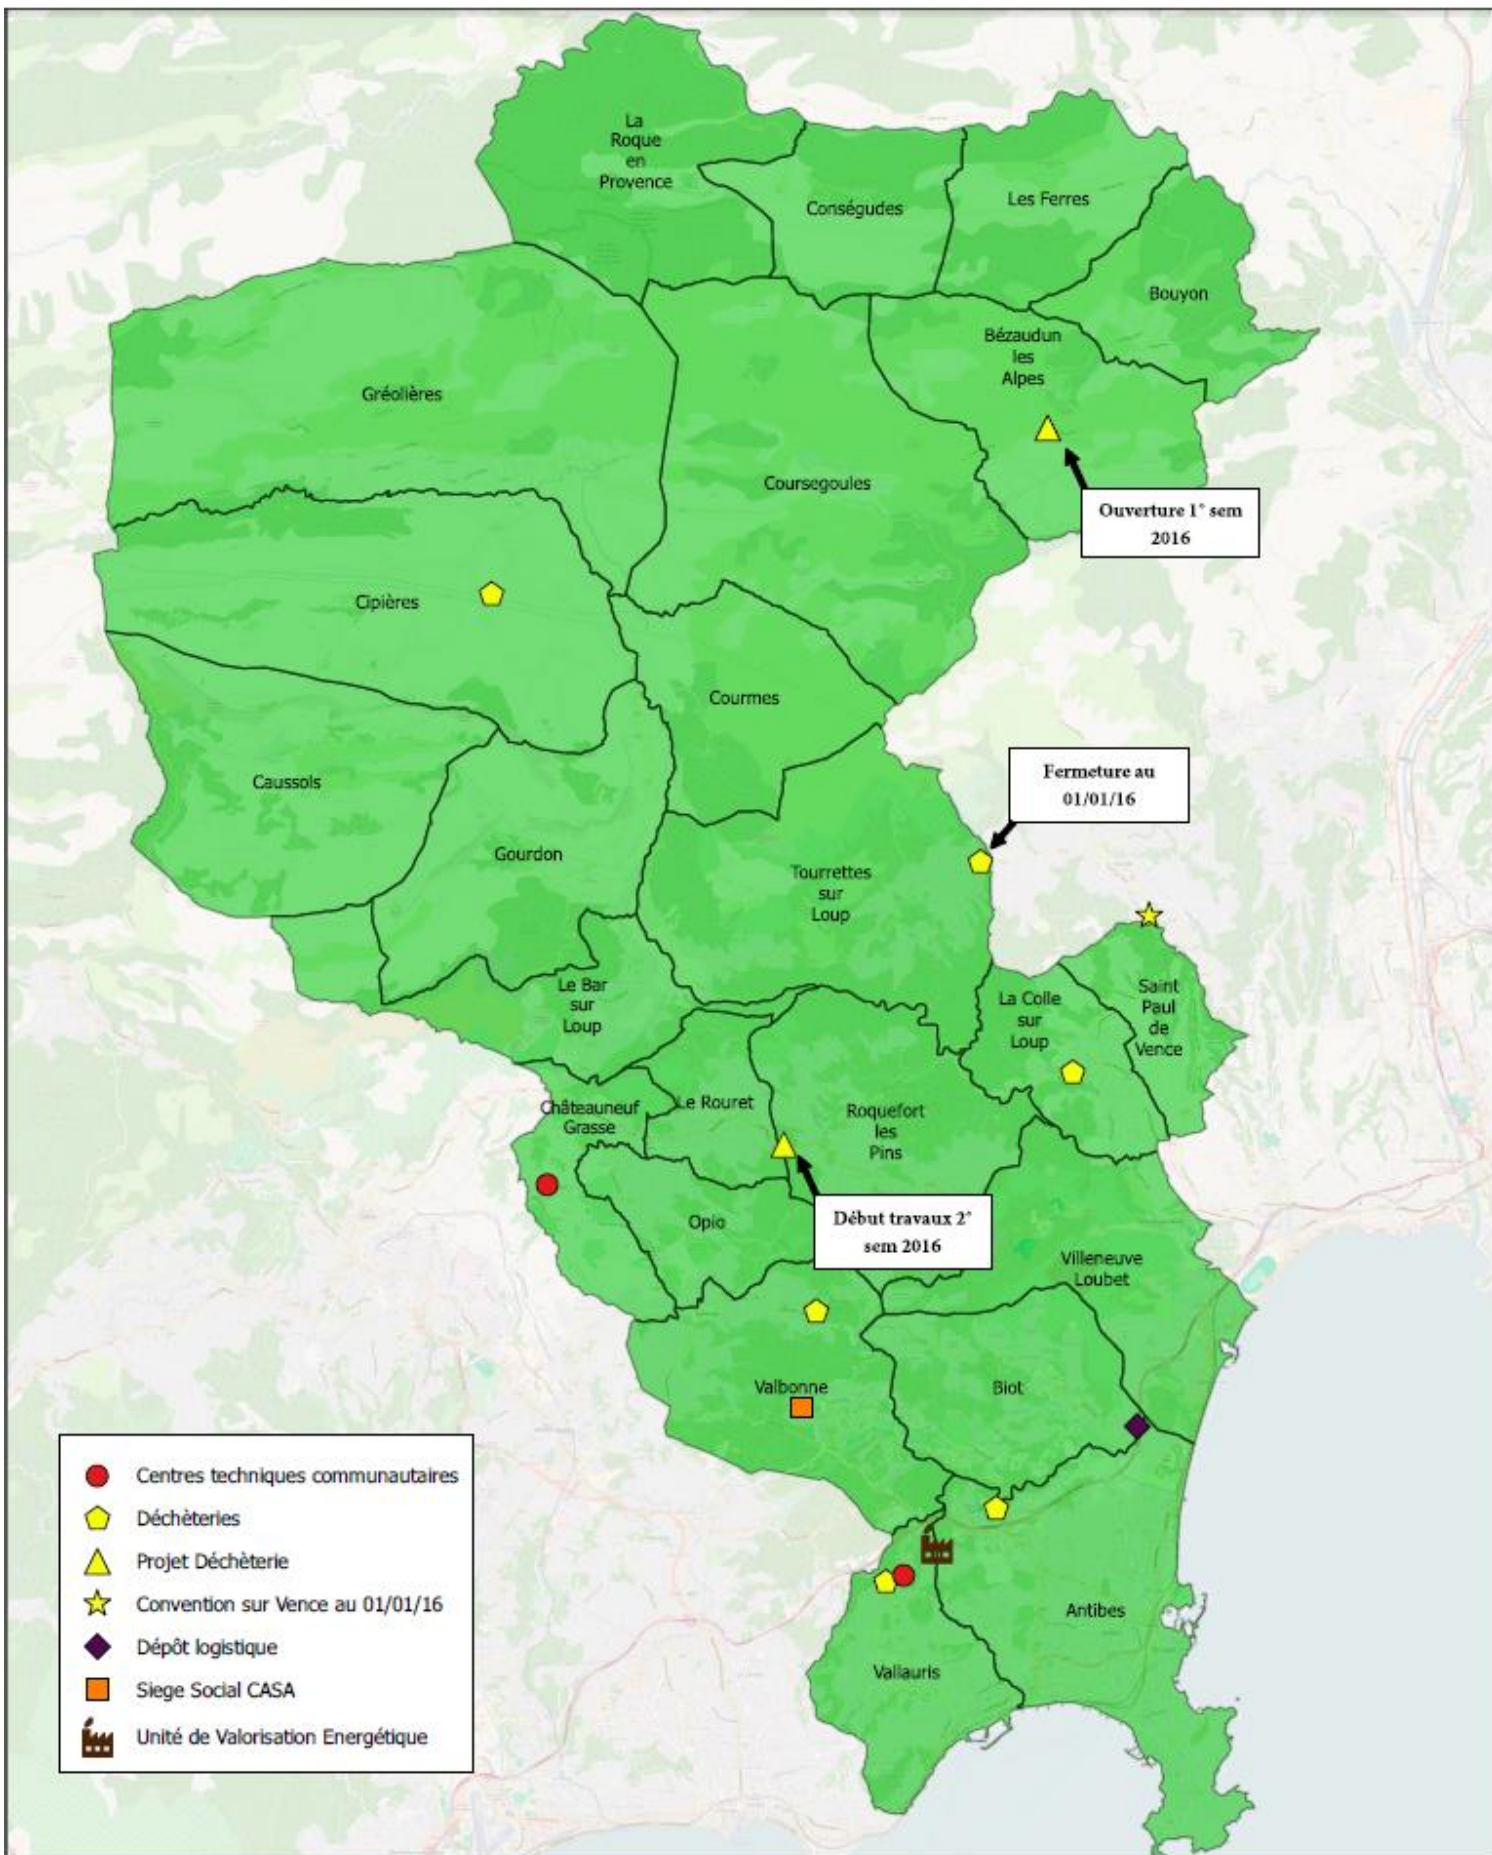 La
Roque
en
Provence
Conségudes
Les Ferres
Bouyon
Bézaudun
les
Alpes
Gréolières
Coursegoules
Ouverture 1° sem
2016
Cipières
Courmes
Caussols
Fermeture au
01/01/16
Gourdon
Tourrettes
sur
Loup
Le Bar
sur
Loup
La Colle
sur
Loup
Saint
Paul
de
Vence
Châteauneuf
Grasse
Le Rouret
Roquefort
les
Pins
Opio
Début travaux 2°
sem 2016
Villeneuve
Loubet
Valbonne
Biot
Antibes
Vallauris
Centres techniques communautaires
Déchèteries
Projet Déchèterie
Convention sur Vence au 01/01/16
Dépôt logistique
Siege Social CASA
Unité de Valorisation Energétique